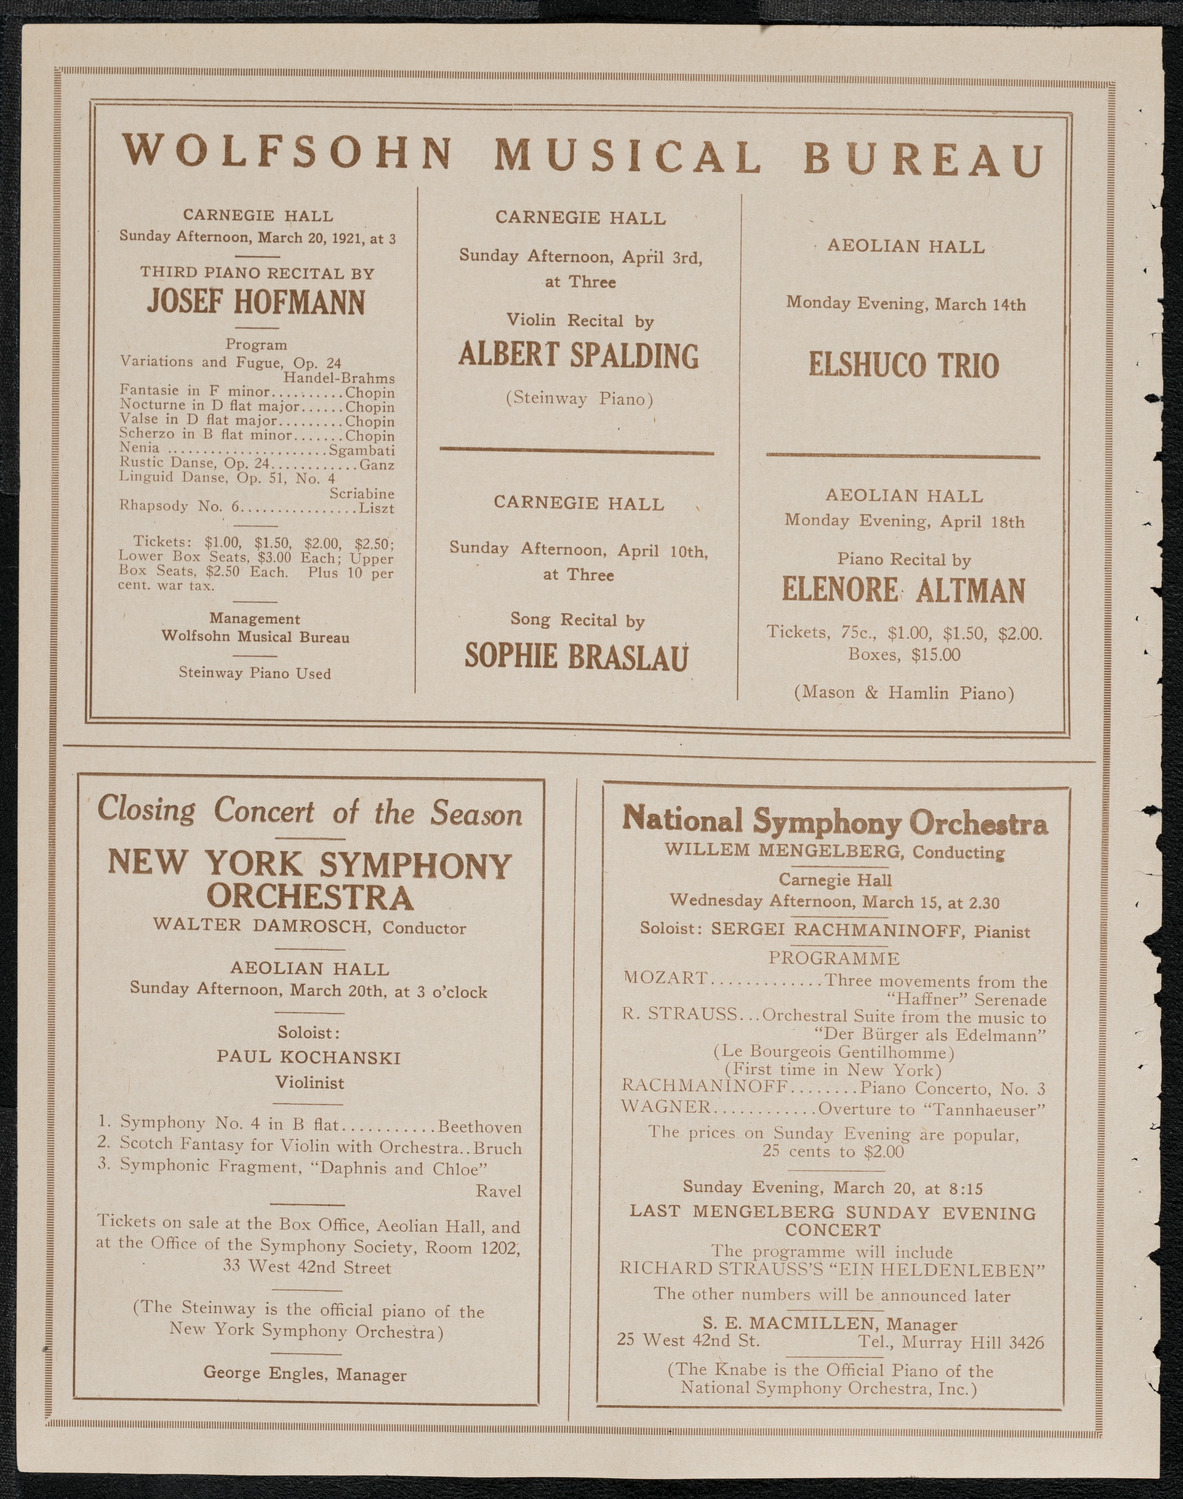 WOLFSOHN MUSICAL BUREAU
CARNEGIE HALL
Sunday Afternoon, March 20, 1921, at 3
THIRD PIANO RECITAL BY
JOSEF HOFMANN
Program
Variations and Fugue, Op. 24
Handel-Brahms
Fantasie in F minor..........Chopin
Nocturne in D flat major......Chopin
Valse in D flat major.........Chopin
Scherzo in B flat minor.......Chopin
Nenia .......................Sgambati
Rustic Danse, Op. 24............Ganz
Linguid Danse, Op. 51, No. 4
Scriabine
Rhapsody No. 6................Liszt
Tickets: $1.00, $1.50, $2.00, $2.50;
Lower Box Seats, $3.00 Each; Upper
Box Seats, $2.50 Each. Plus 10 per
cent. war tax.
Management
Wolfsohn Musical Bureau
Steinway Piano Used
CARNEGIE HALL
Sunday Afternoon, April 3rd,
at Three
Violin Recital by
ALBERT SPALDING
(Steinway Piano)
CARNEGIE HALL
Sunday Afternoon, April 10th,
at Three
Song Recital by
SOPHIE BRASLAU
AEOLIAN HALL
Monday Evening, March 14th
ELSHUCO TRIO
AEOLIAN HALL
Monday Evening, April 18th
Piano Recital by
ELENORE ALTMAN
Tickets, 75c., $1.00, $1.50, $2.00.
Boxes, $15.00
(Mason & Hamlin Piano)
Closing Concert of the Season
NEW YORK SYMPHONY
ORCHESTRA
WALTER DAMROSCH, Conductor
AEOLIAN HALL
Sunday Afternoon, March 20th, at 3 o'clock
Soloist:
PAUL KOCHANSKI
Violinist
1. Symphony No. 4 in B flat...........Beethoven
2. Scotch Fantasy for Violin with Orchestra..Bruch
3. Symphonic Fragment, "Daphnis and Chloe"
Ravel
Tickets on sale at the Box Office, Aeolian Hall, and
at the Office of the Symphony Society, Room 1202,
33 West 42nd Street
(The Steinway is the official piano of the
New York Symphony Orchestra)
George Engles, Manager
National Symphony Orchestra
WILLEM MENGELBERG, Conducting
Carnegie Hall
Wednesday Afternoon, March 15, at 2.30
Soloist: SERGEI RACHMANINOFF, Pianist
PROGRAMME
MOZART.............Three movements from the
"Haffner" Serenade
R. STRAUSS...Orchestral Suite from the music to
"Der Bürger als Edelmann"
(Le Bourgeois Gentilhomme)
(First time in New York)
RACHMANINOFF........Piano Concerto, No. 3
WAGNER............Overture to "Tannhaeuser"
The prices on Sunday Evening are popular,
25 cents to $2.00
Sunday Evening, March 20, at 8:15
LAST MENGELBERG SUNDAY EVENING
CONCERT
The programme will include
RICHARD STRAUSS'S "EIN HELDENLEBEN"
The other numbers will be announced later
S. E. MACMILLEN, Manager
25 West 42nd St. Tel., Murray Hill 3426
(The Knabe is the Official Piano of the
National Symphony Orchestra, Inc.)